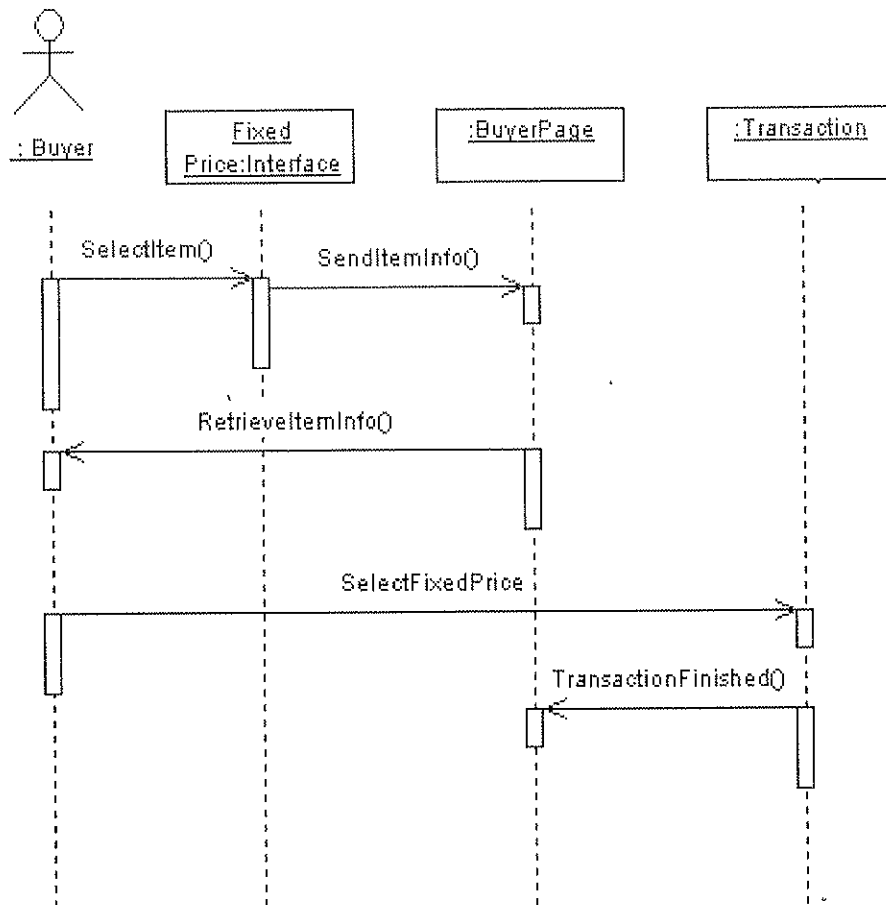 : Buyer
Fixed
Price:Interface
:BuyerPage
:Transaction
SelectItem()
SendItemInfo()
RetrieveItemInfo()
SelectFixedPrice
TransactionFinished()